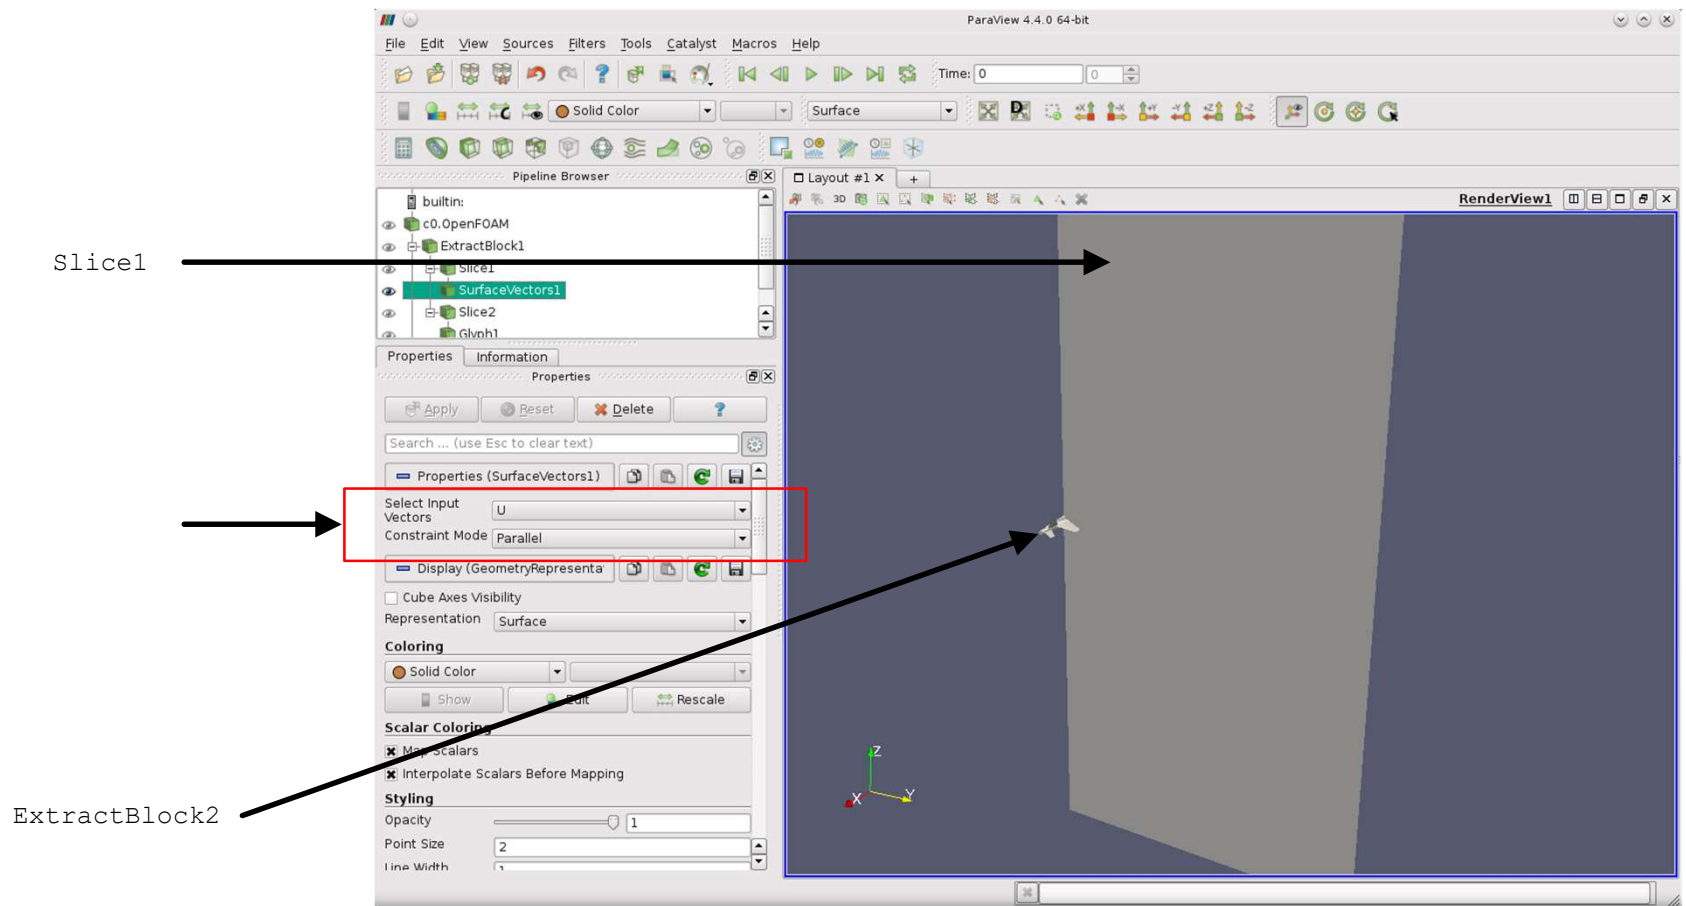 ParaView 4.4.0 64-bit
File Edit View Sources Filters Tools Catalyst Macros Help
Time: 0 0
Solid Color Surface
Pipeline Browser
Layout #1
builtin:
3D
RenderView1
c0.OpenFOAM
ExtractBlock1
Slice1
Slice1
SurfaceVectors1
Slice2
Glyph1
Properties Information
Properties
Apply Reset Delete ?
Search ... (use Esc to clear text)
Properties (SurfaceVectors1)
Select Input
Vectors
U
Constraint Mode Parallel
Display (GeometryRepresenta
Cube Axes Visibility
Representation Surface
Coloring
Solid Color
Show Edit Rescale
Scalar Coloring
Map Scalars
Interpolate Scalars Before Mapping
Styling
Opacity 1
Point Size 2
Line Width 1
ExtractBlock2
Z
X
Y